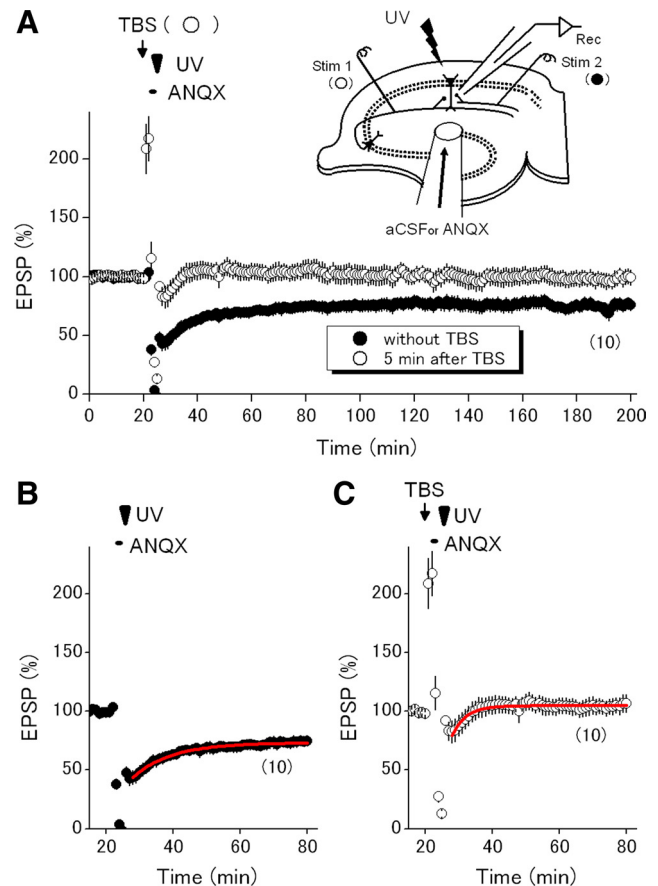 A
TBS ( ○ )
UV
ANQX
UV
Rec
Stim 1
(○)
Stim 2
(●)
aCSF or ANQX
EPSP (%)
200
150
100
50
0
● without TBS
○ 5 min after TBS
(10)
0 20 40 60 80 100 120 140 160 180 200
Time (min)
B
UV
ANQX
EPSP (%)
200
150
100
50
0
(10)
20 40 60 80
Time (min)
C
TBS
UV
ANQX
EPSP (%)
200
150
100
50
0
(10)
20 40 60 80
Time (min)